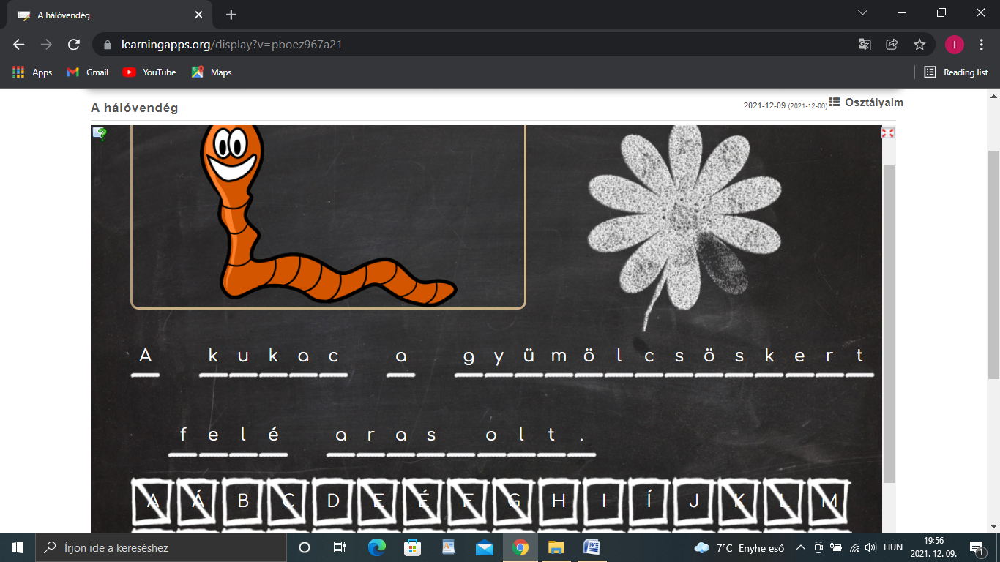 A hálóvendég
learningapps.org/display?v=pboez967a21
I
Apps Gmail YouTube Maps Reading list
A hálóvendég 2021-12-09 (2021-12-06) Osztályaim
A kukac a gyümölcsöskert
felé aras olt.
A Á B C D E É F G H I Í J K L M
Írjon ide a kereséshez 7°C Enyhe eső HUN 19:56
2021. 12. 09. 1